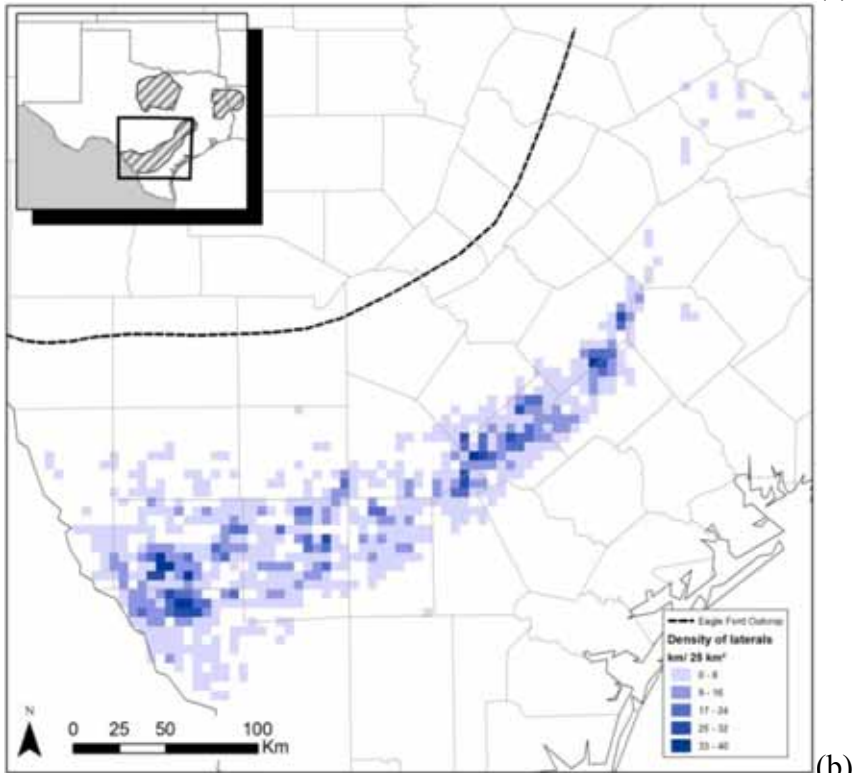 Eagle Ford Outcrop
Density of laterals
km/ 25 km²
0 - 8
9 - 16
17 - 24
25 - 32
33 - 40
N
0 25 50 100
Km
(b)